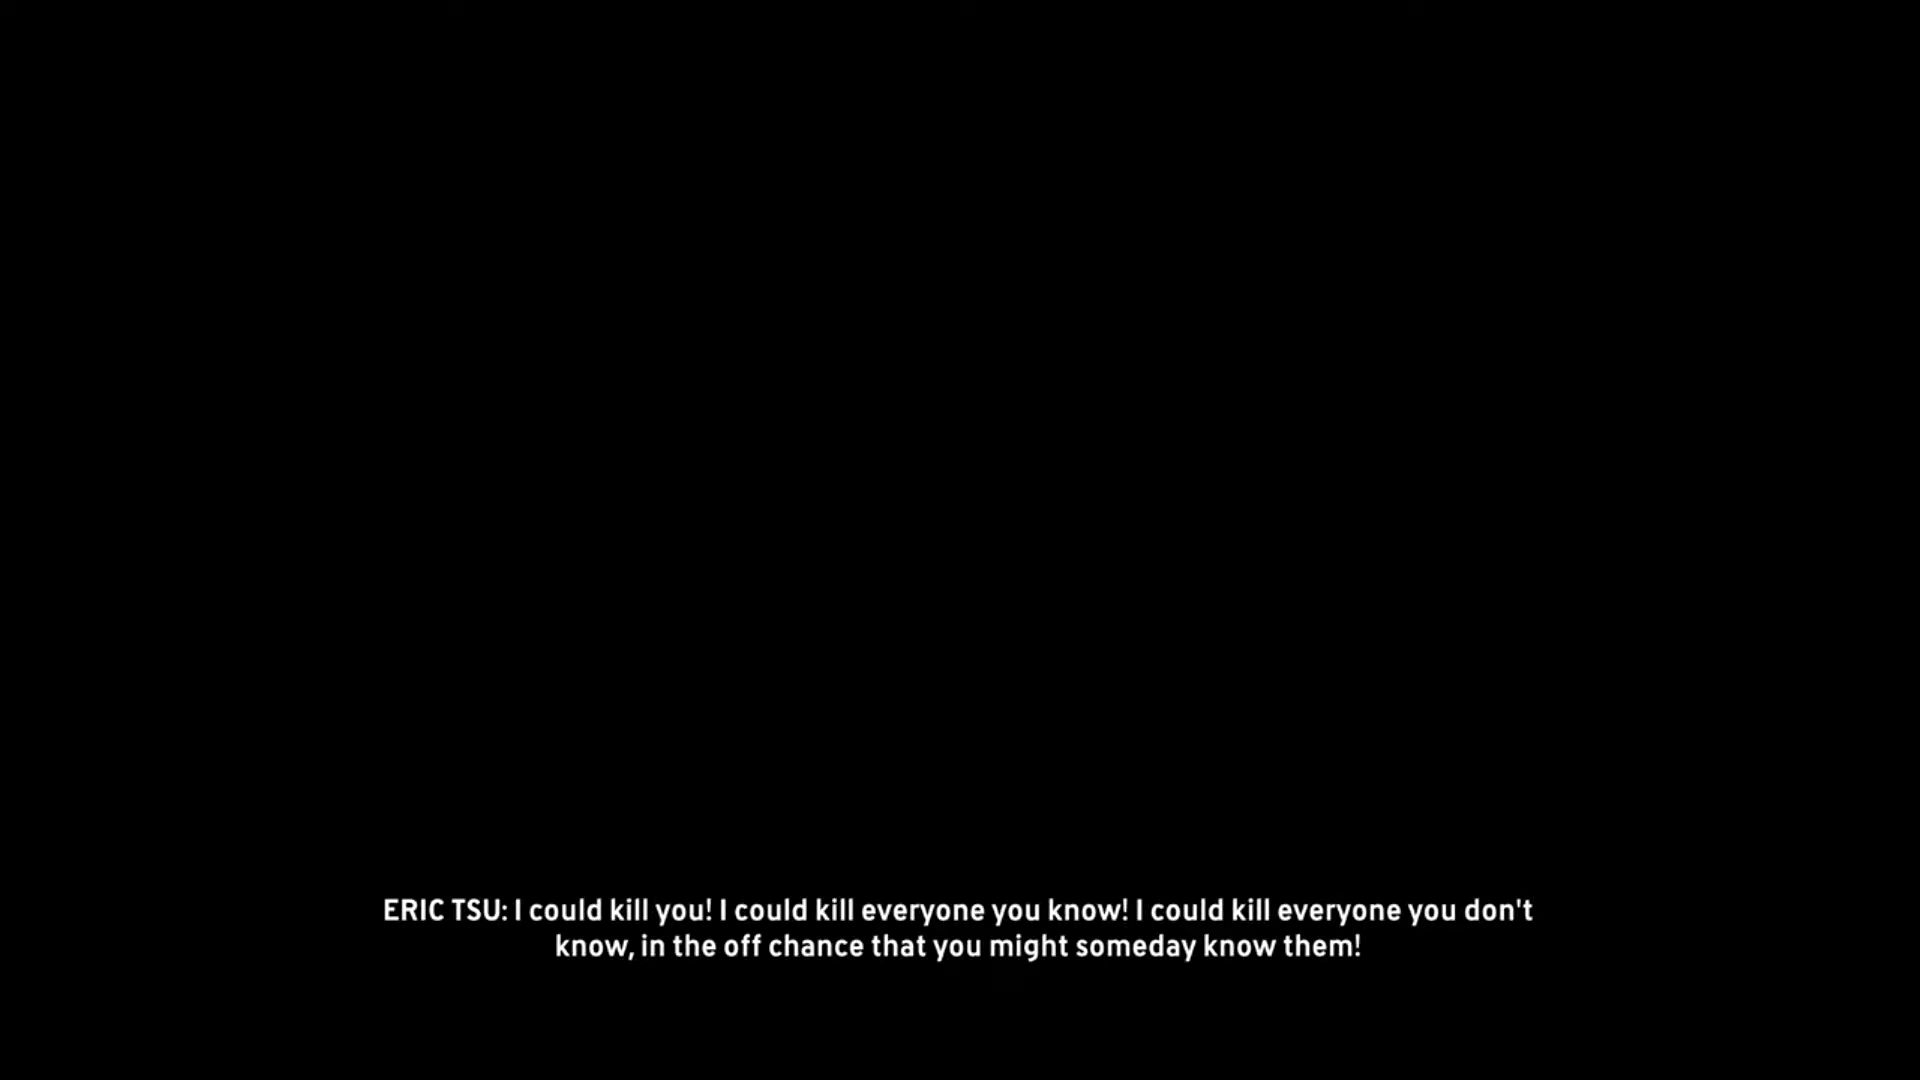 ERIC TSU: I could kill you! I could kill everyone you know! I could kill everyone you don't
know, in the off chance that you might someday know them!